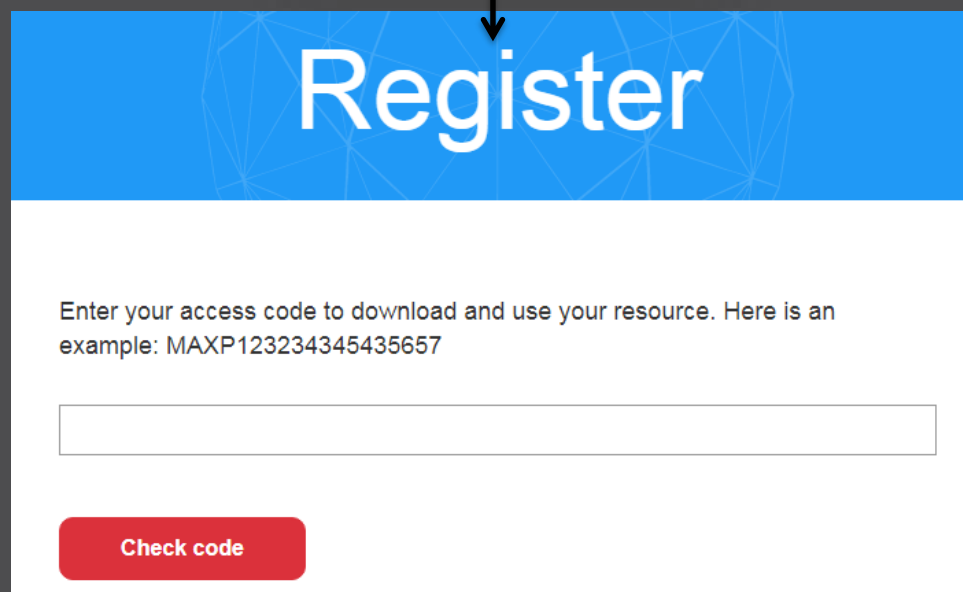 Register
Enter your access code to download and use your resource. Here is an
example: MAXP123234345435657
Check code